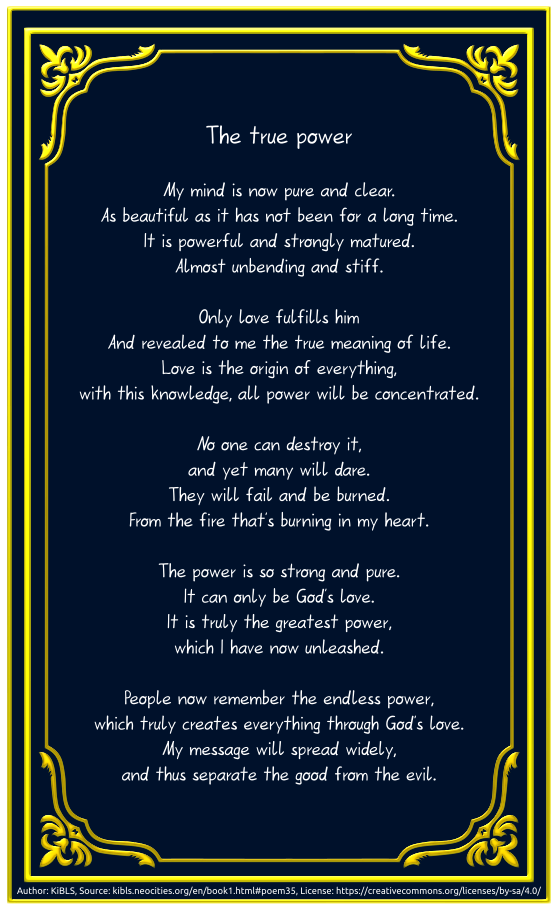 The true power
My mind is now pure and clear.
As beautiful as it has not been for a long time.
It is powerful and strongly matured.
Almost unbending and stiff.
Only love fulfills him
And revealed to me the true meaning of life.
Love is the origin of everything,
with this knowledge, all power will be concentrated.
No one can destroy it,
and yet many will dare.
They will fail and be burned.
From the fire that's burning in my heart.
The power is so strong and pure.
It can only be God's love.
It is truly the greatest power,
which I have now unleashed.
People now remember the endless power,
which truly creates everything through God's love.
My message will spread widely,
and thus separate the good from the evil.
Author: KiBLS, Source: kibls.neocities.org/en/book1.html#poem35, License: https://creativecommons.org/licenses/by-sa/4.0/